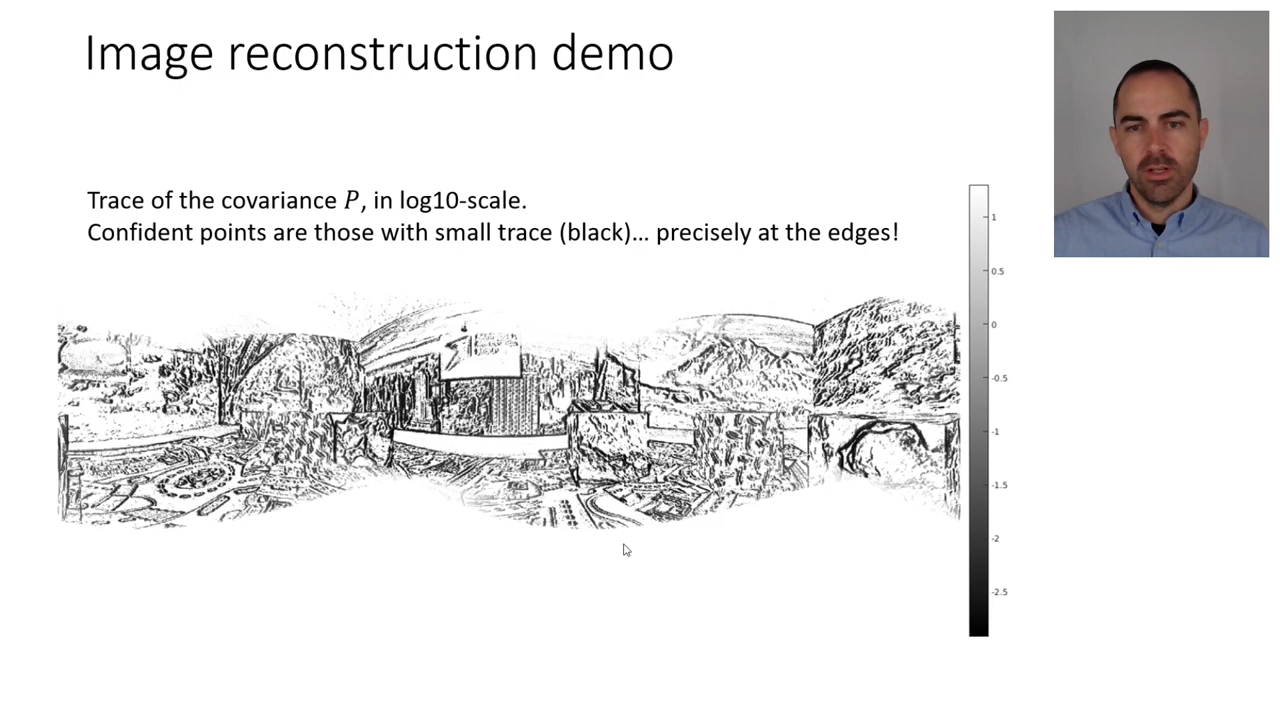 Image reconstruction demo
Trace of the covariance P, in log10-scale.
Confident points are those with small trace (black)... precisely at the edges!
1
0.5
0
-0.5
-1
-1.5
-2
-2.5